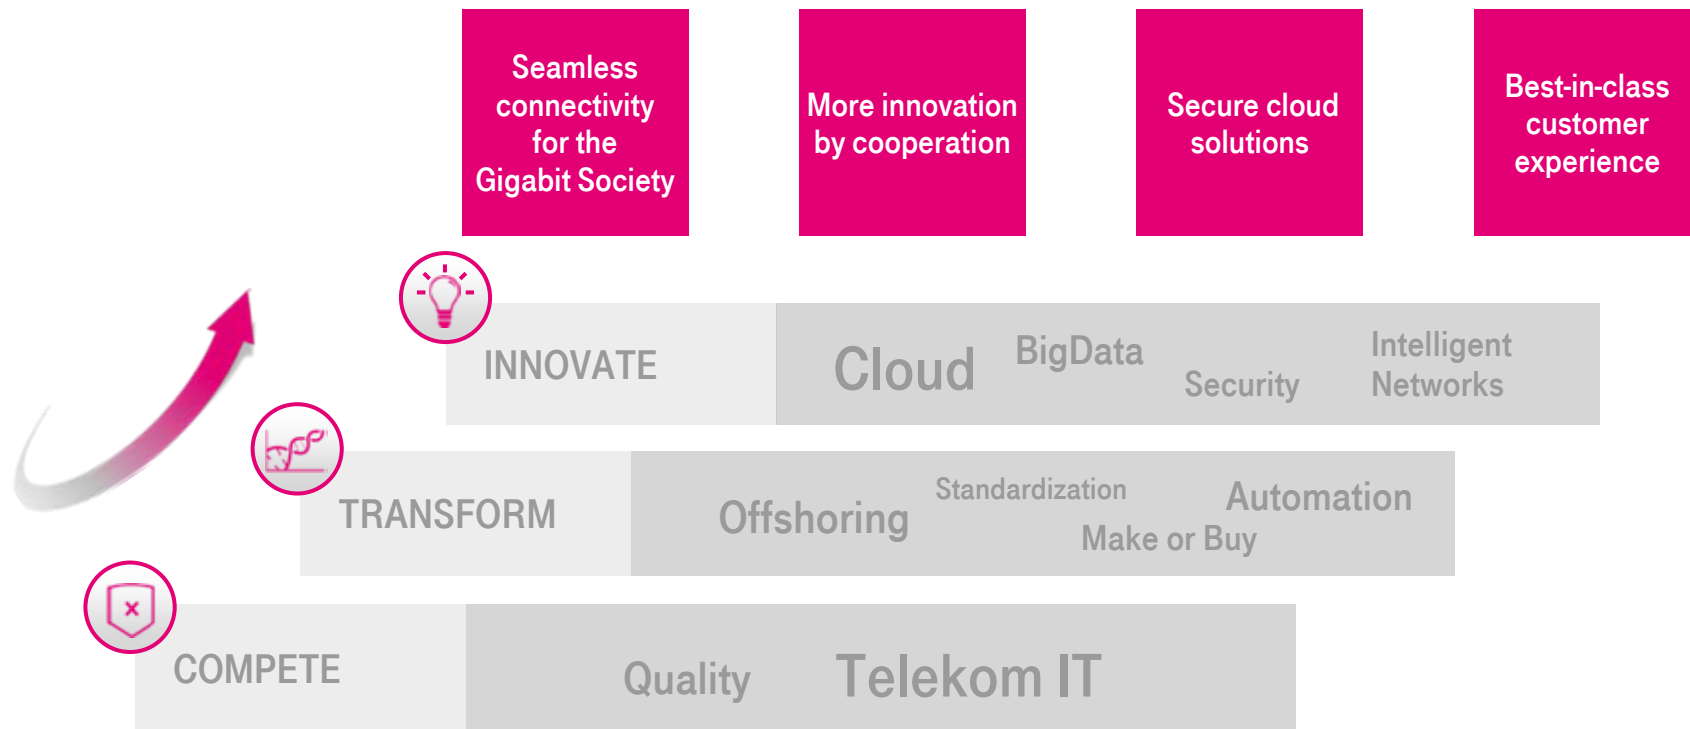 Seamless
connectivity
for the
Gigabit Society
More innovation
by cooperation
Secure cloud
solutions
Best-in-class
customer
experience
INNOVATE
Cloud
BigData
Security
Intelligent
Networks
TRANSFORM
Offshoring
Standardization
Make or Buy
Automation
COMPETE
Quality
Telekom IT